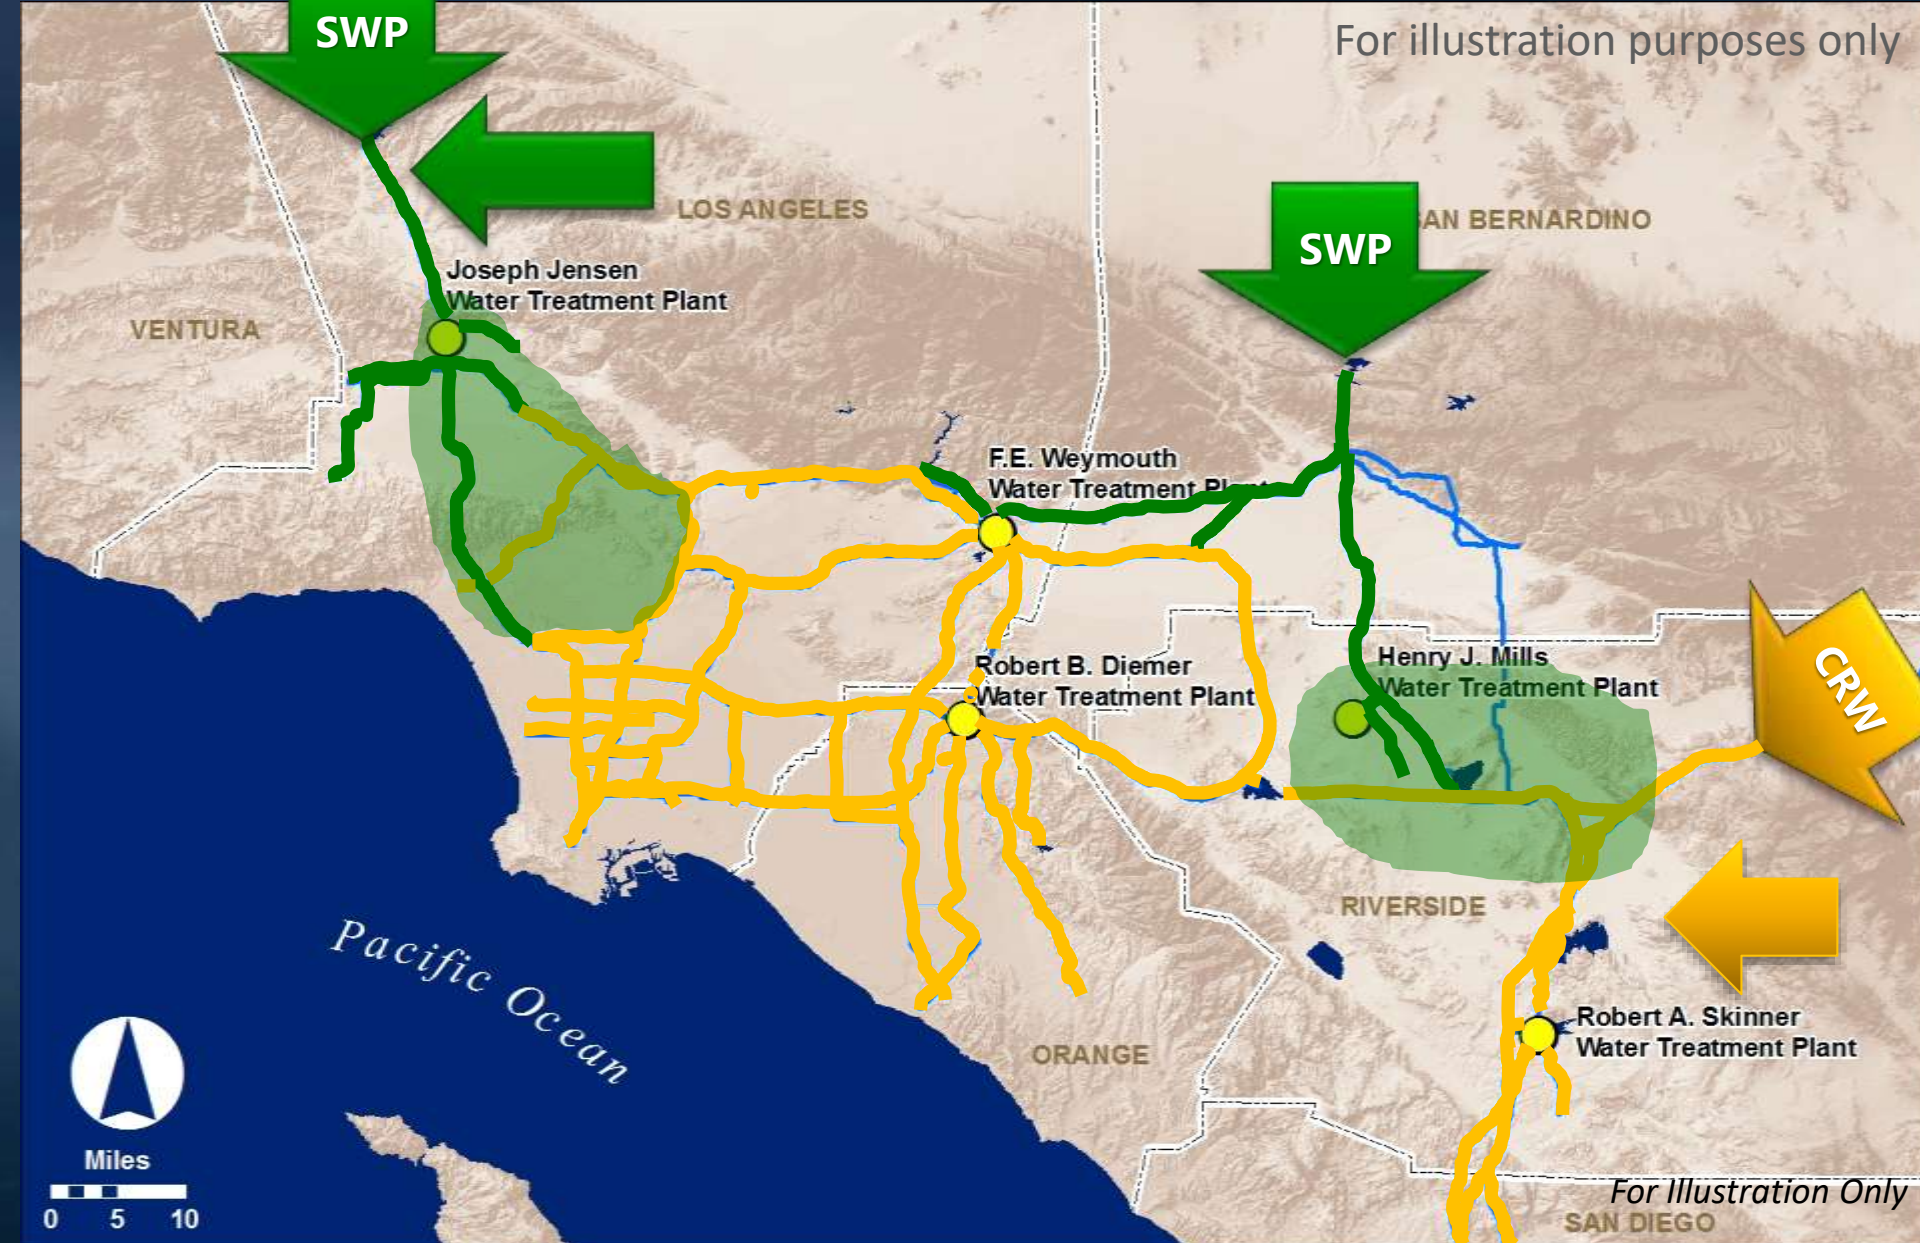 SWP
For illustration purposes only
LOS ANGELES
SAN BERNARDINO
SWP
Joseph Jensen
Water Treatment Plant
VENTURA
F.E. Weymouth
Water Treatment Plant
Robert B. Diemer
Water Treatment Plant
Henry J. Mills
Water Treatment Plant
CRW
RIVERSIDE
Pacific Ocean
Robert A. Skinner
Water Treatment Plant
ORANGE
Miles
0 5 10
For Illustration Only
SAN DIEGO